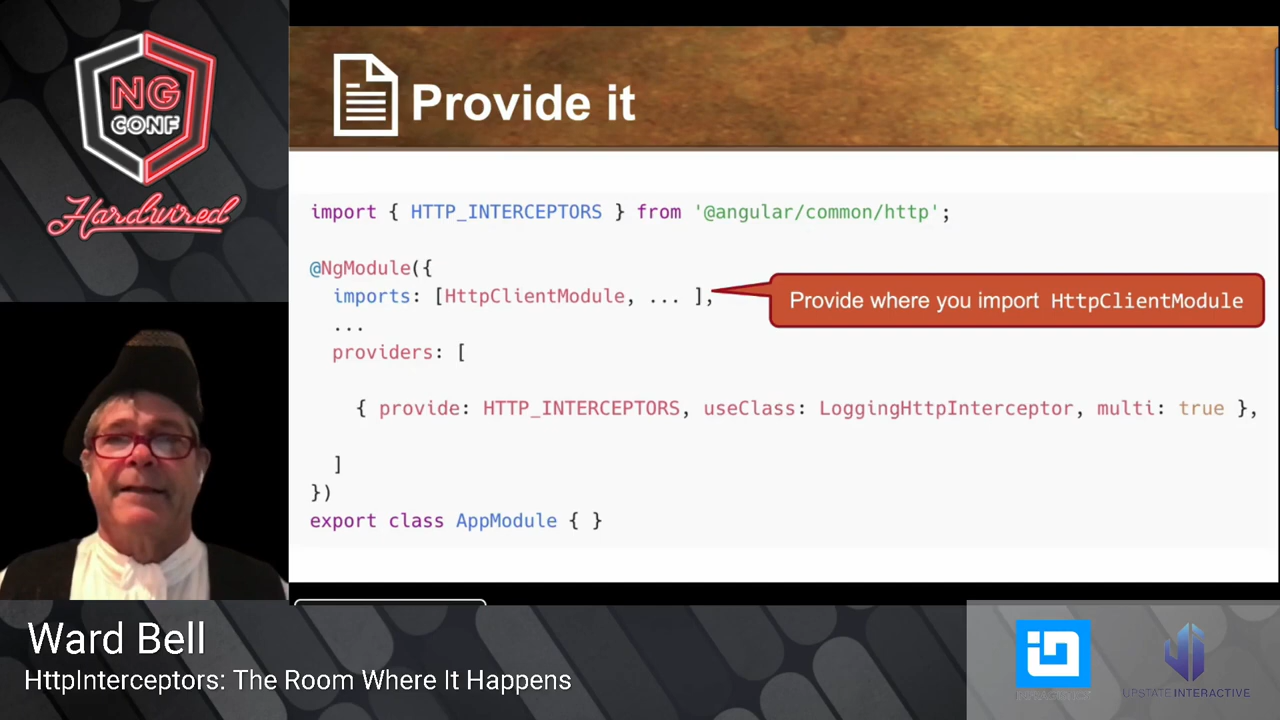 NG
CONF
Hardwired
Provide it
import { HTTP_INTERCEPTORS } from '@angular/common/http';
@NgModule({
imports: [HttpClientModule, ... ],
Provide where you import HttpClientModule
...
providers: [
{ provide: HTTP_INTERCEPTORS, useClass: LoggingHttpInterceptor, multi: true },
]
})
export class AppModule { }
Ward Bell
HttpInterceptors: The Room Where It Happens
UPSTATE INTERACTIVE